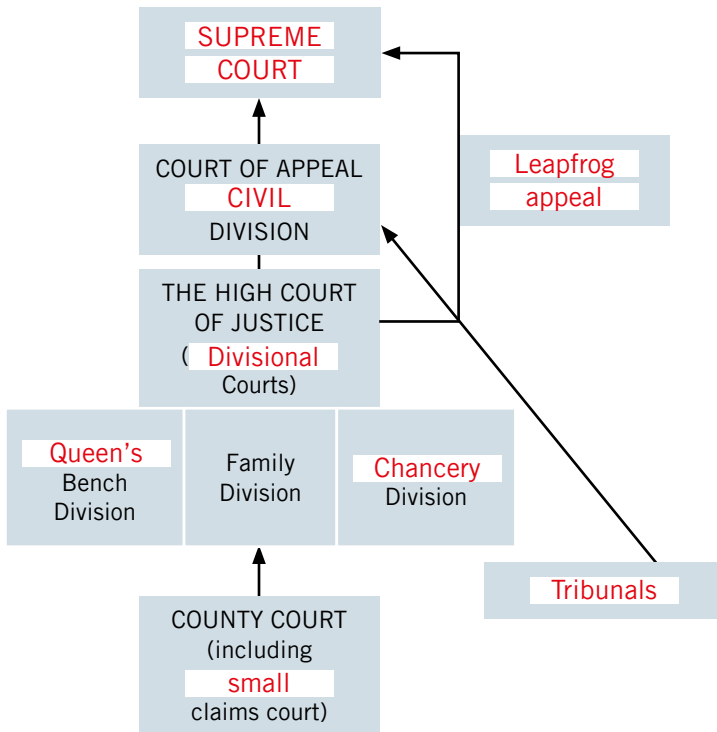 SUPREME
COURT
COURT OF APPEAL
CIVIL
DIVISION
Leapfrog
appeal
THE HIGH COURT
OF JUSTICE
(Divisional
Courts)
Queen's
Bench
Division
Family
Division
Chancery
Division
Tribunals
COUNTY COURT
(including
small
claims court)